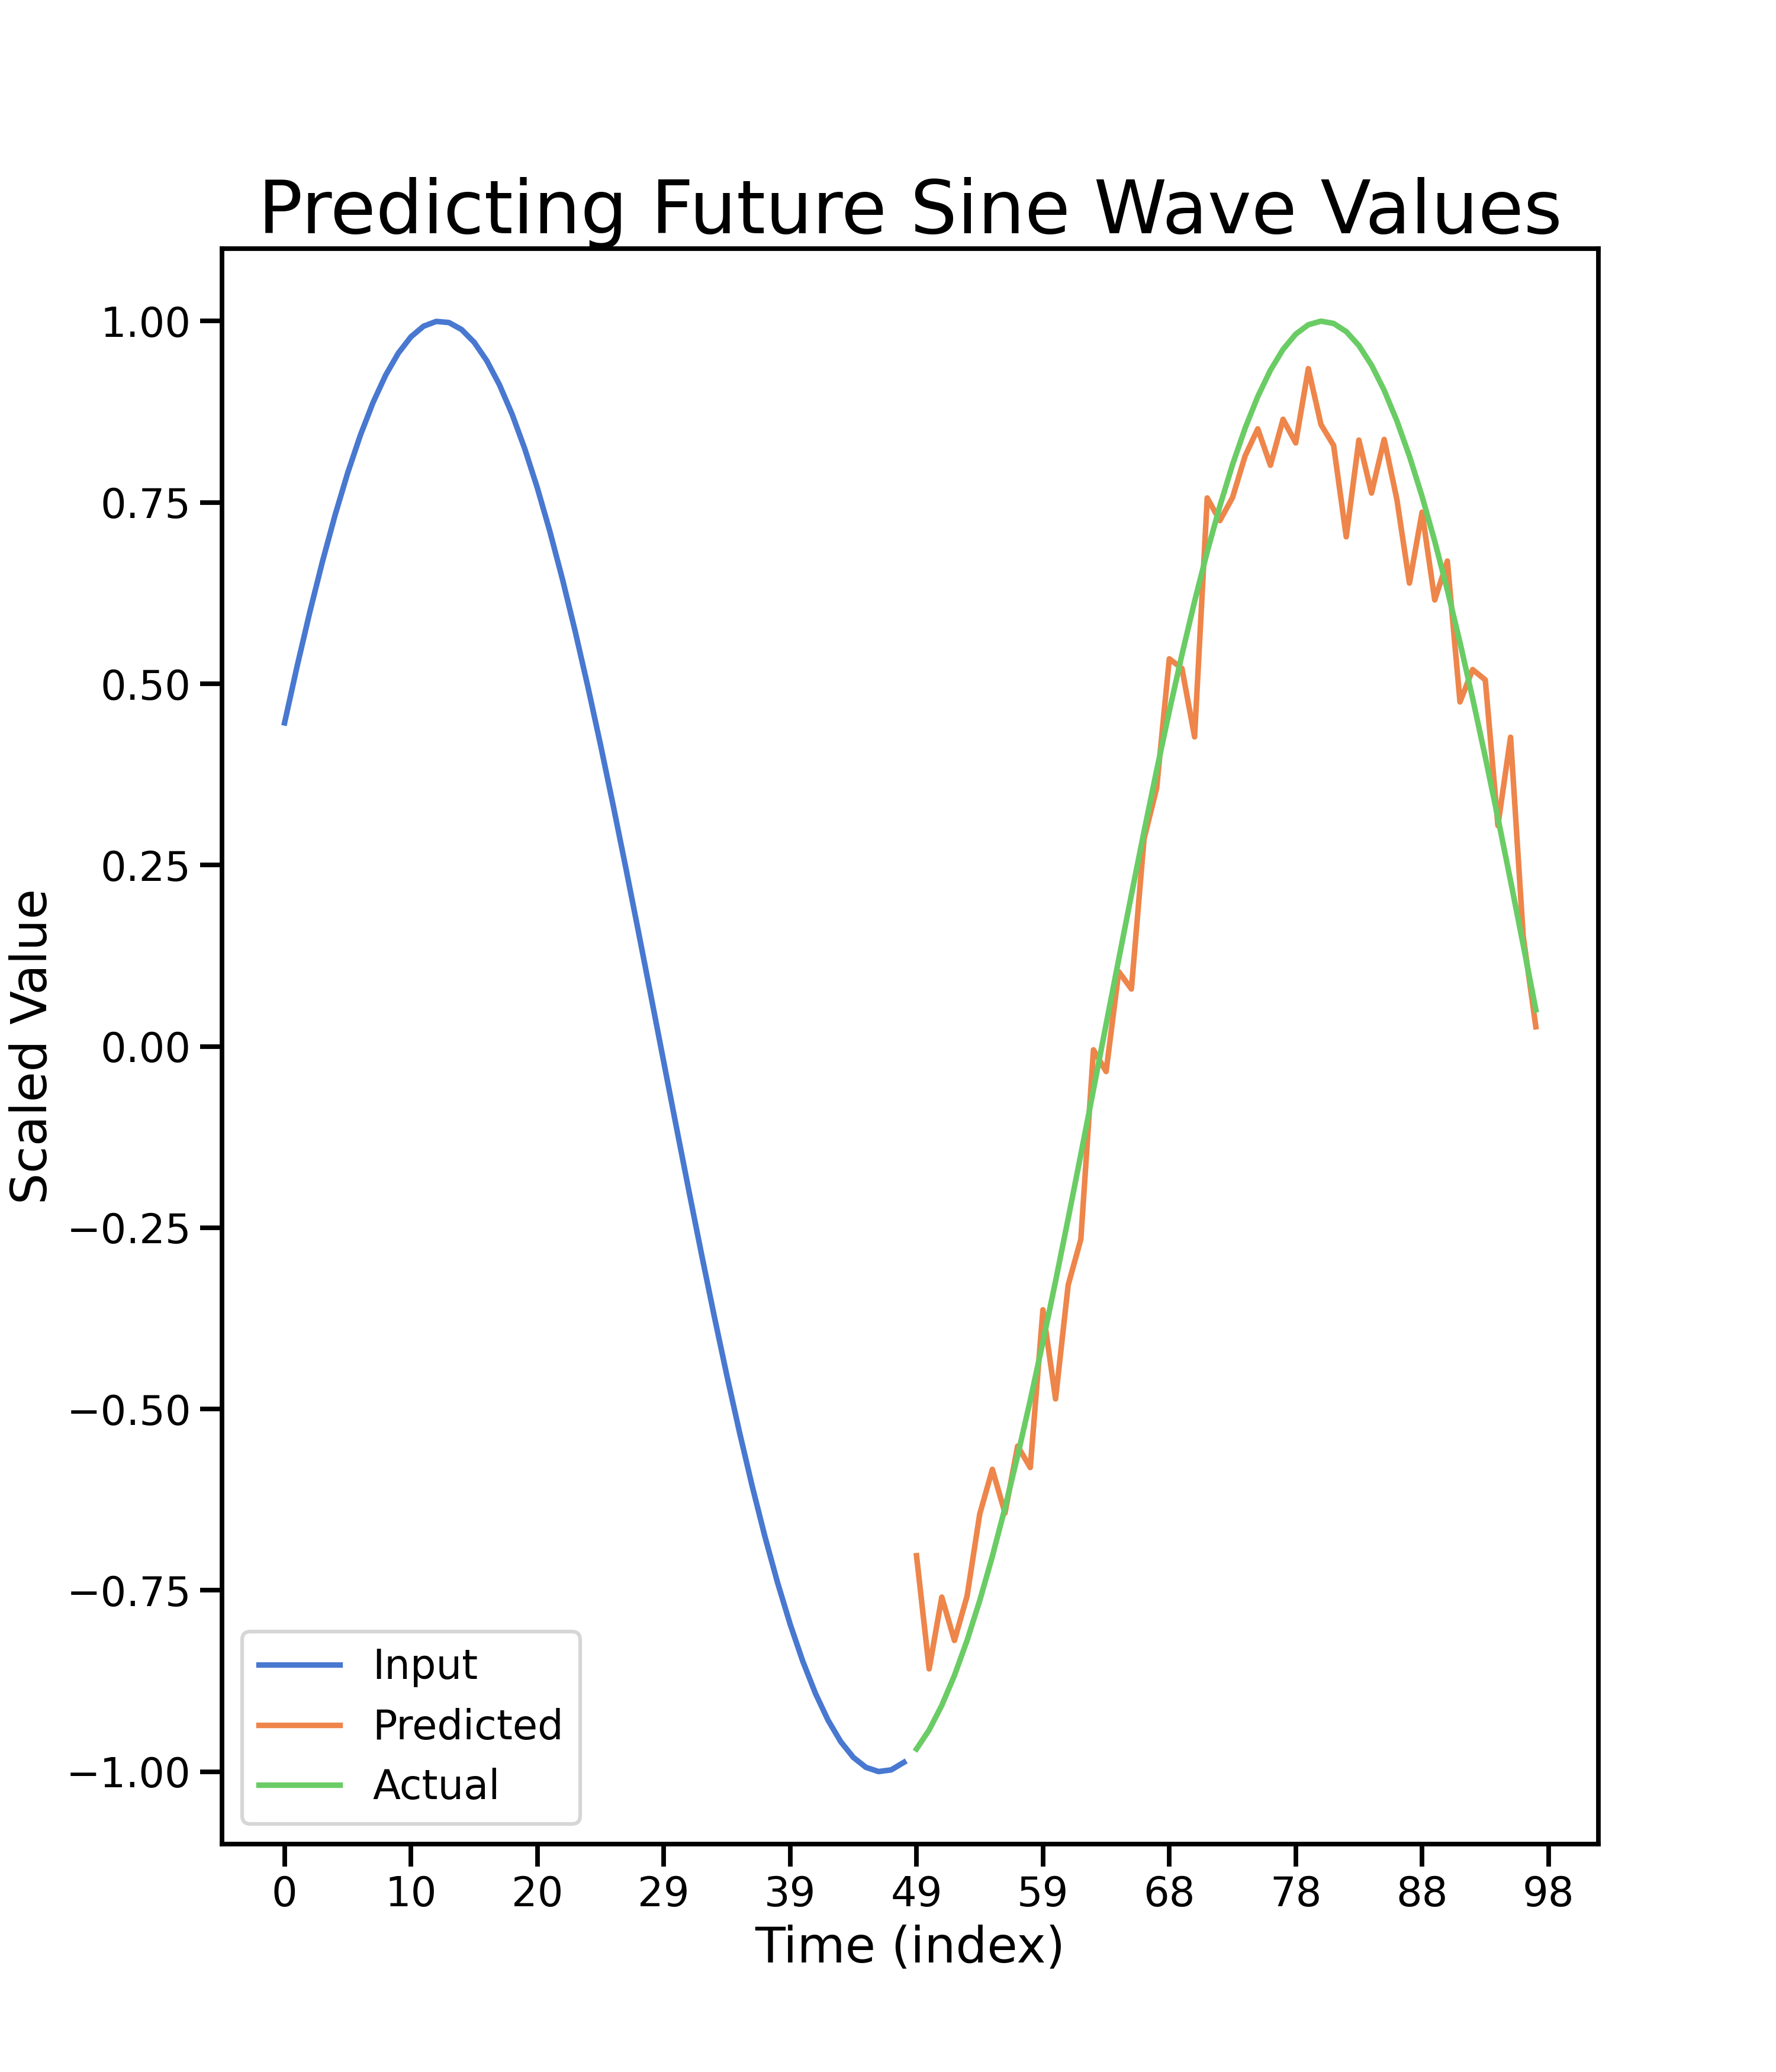 Predicting Future Sine Wave Values
1.00
0.75
0.50
0.25
0.00
−0.25
−0.50
−0.75
−1.00
Scaled Value
Input
Predicted
Actual
0 10 20 29 39 49 59 68 78 88 98
Time (index)